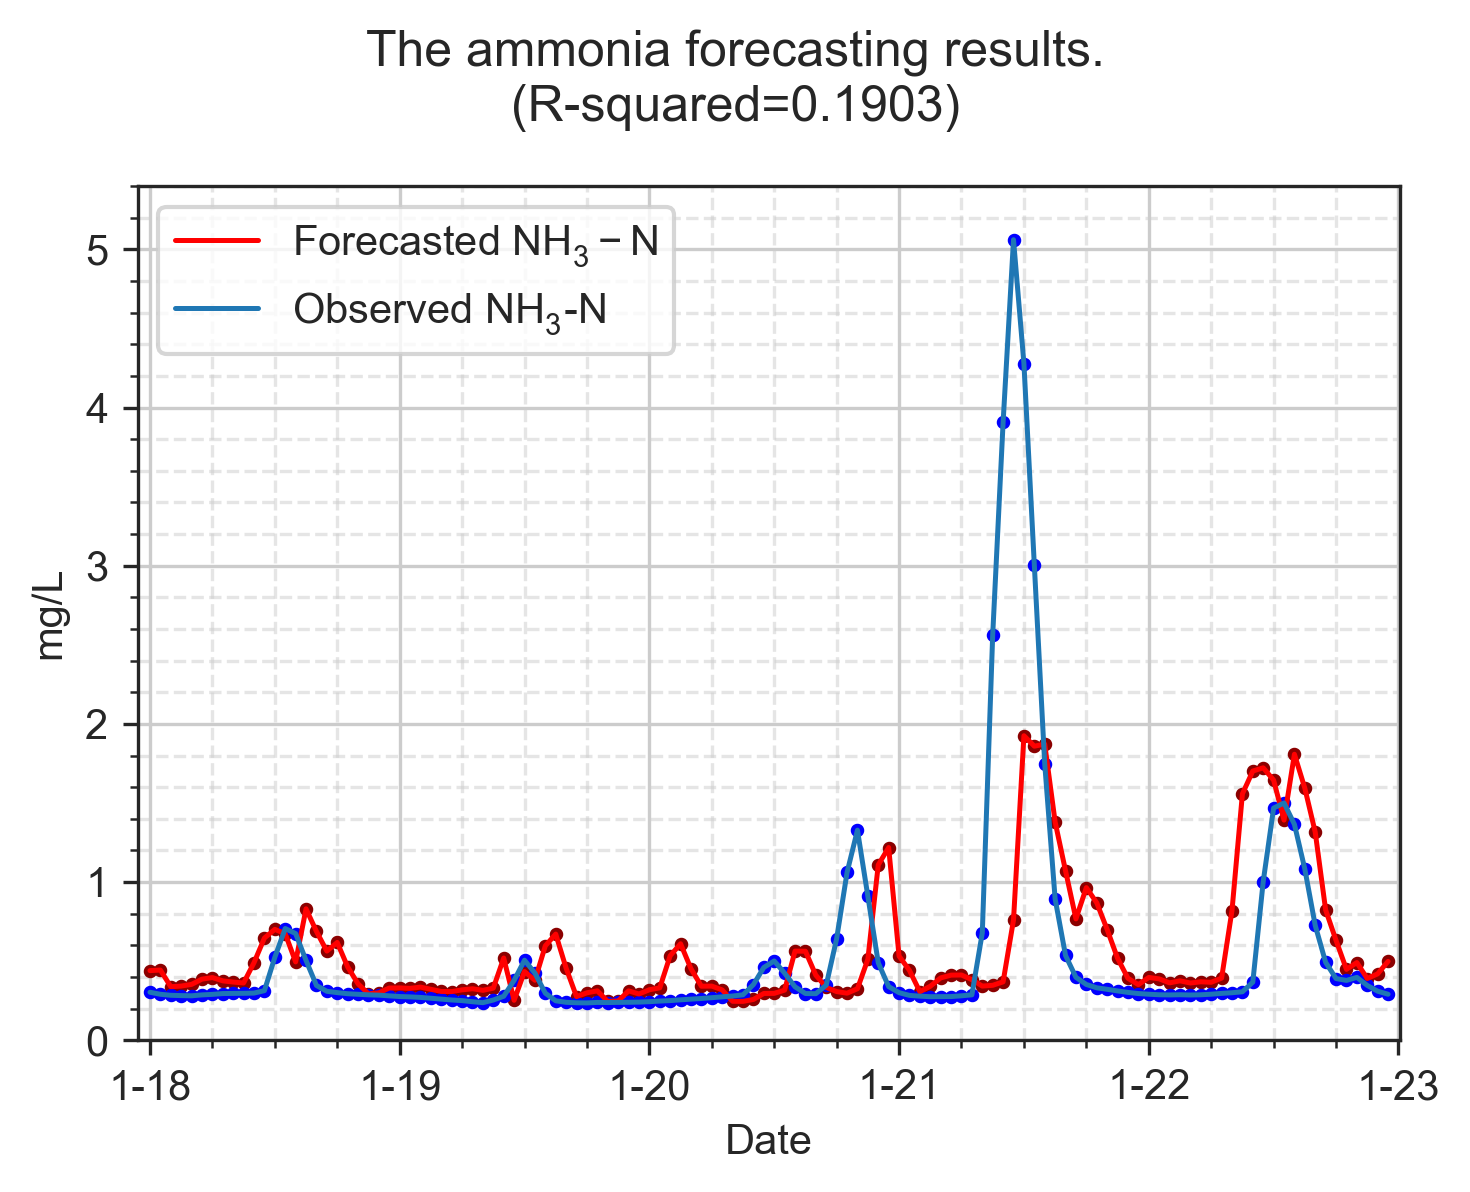 The ammonia forecasting results.
(R-squared=0.1903)
Forecasted NH₃ − N
Observed NH₃-N
5
4
3
2
1
0
mg/L
1-18 1-19 1-20 1-21 1-22 1-23
Date